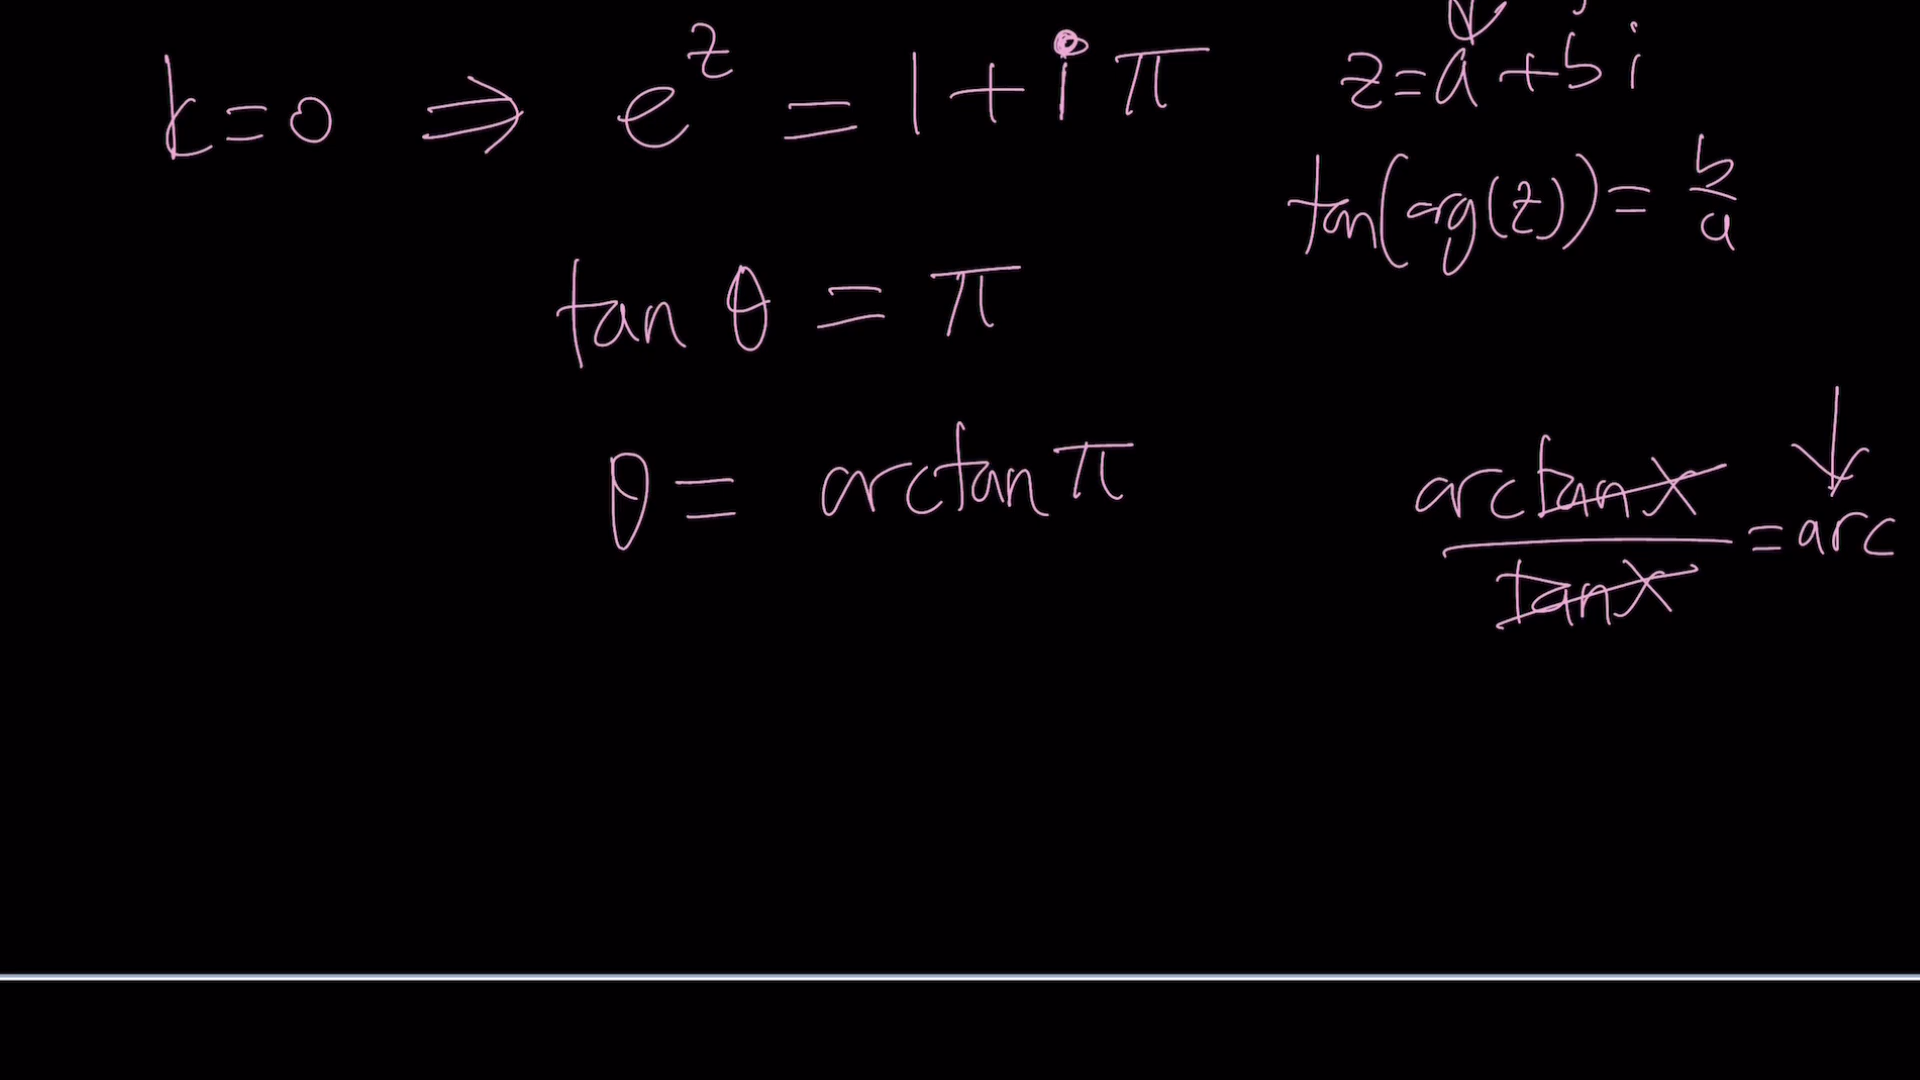 k=0 ⇒ e^z = 1+iπ
z=a+bi
tan(arg(z))= b/a
tan θ = π
θ= arctan π
arctanx/tanx = arc